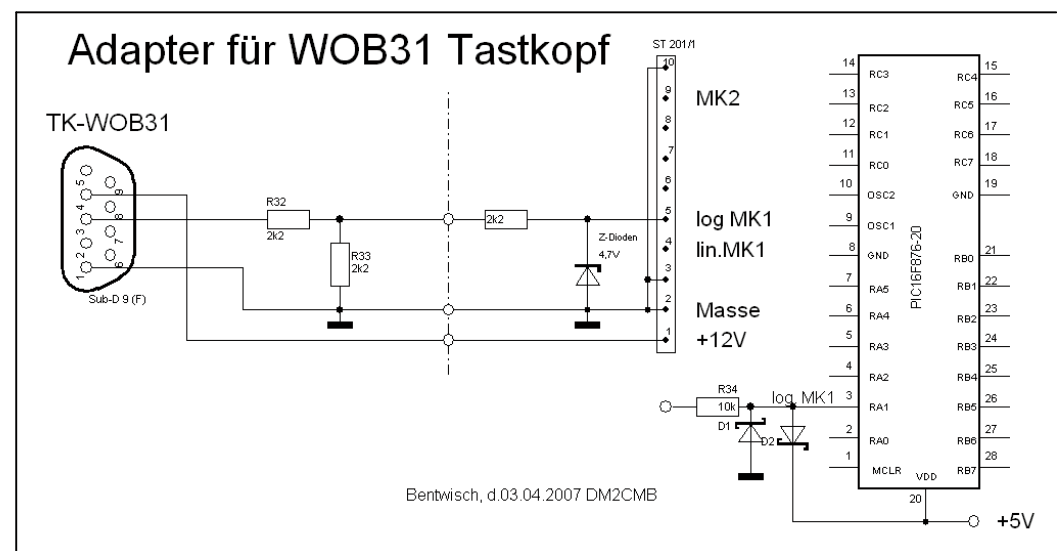 Adapter für WOB31 Tastkopf
ST 201/1
TK-WOB31
5
4
3
2
1
9
8
7
6
Sub-D 9 (F)
R32
2k2
R33
2k2
2k2
Z-Dioden
4,7V
10
9
8
7
6
5
4
3
2
1
MK2
log MK1
lin.MK1
Masse
+12V
R34
10k
log. MK1
D1
D2
PIC16F876-20
14 RC3
13 RC2
12 RC1
11 RC0
10 OSC2
9 OSC1
8 GND
7 RA5
6 RA4
5 RA3
4 RA2
3 RA1
2 RA0
1 MCLR
RC4 15
RC5 16
RC6 17
RC7 18
GND 19
RB0 21
RB1 22
RB2 23
RB3 24
RB4 25
RB5 26
RB6 27
RB7 28
VDD
20
+5V
Bentwisch, d.03.04.2007 DM2CMB